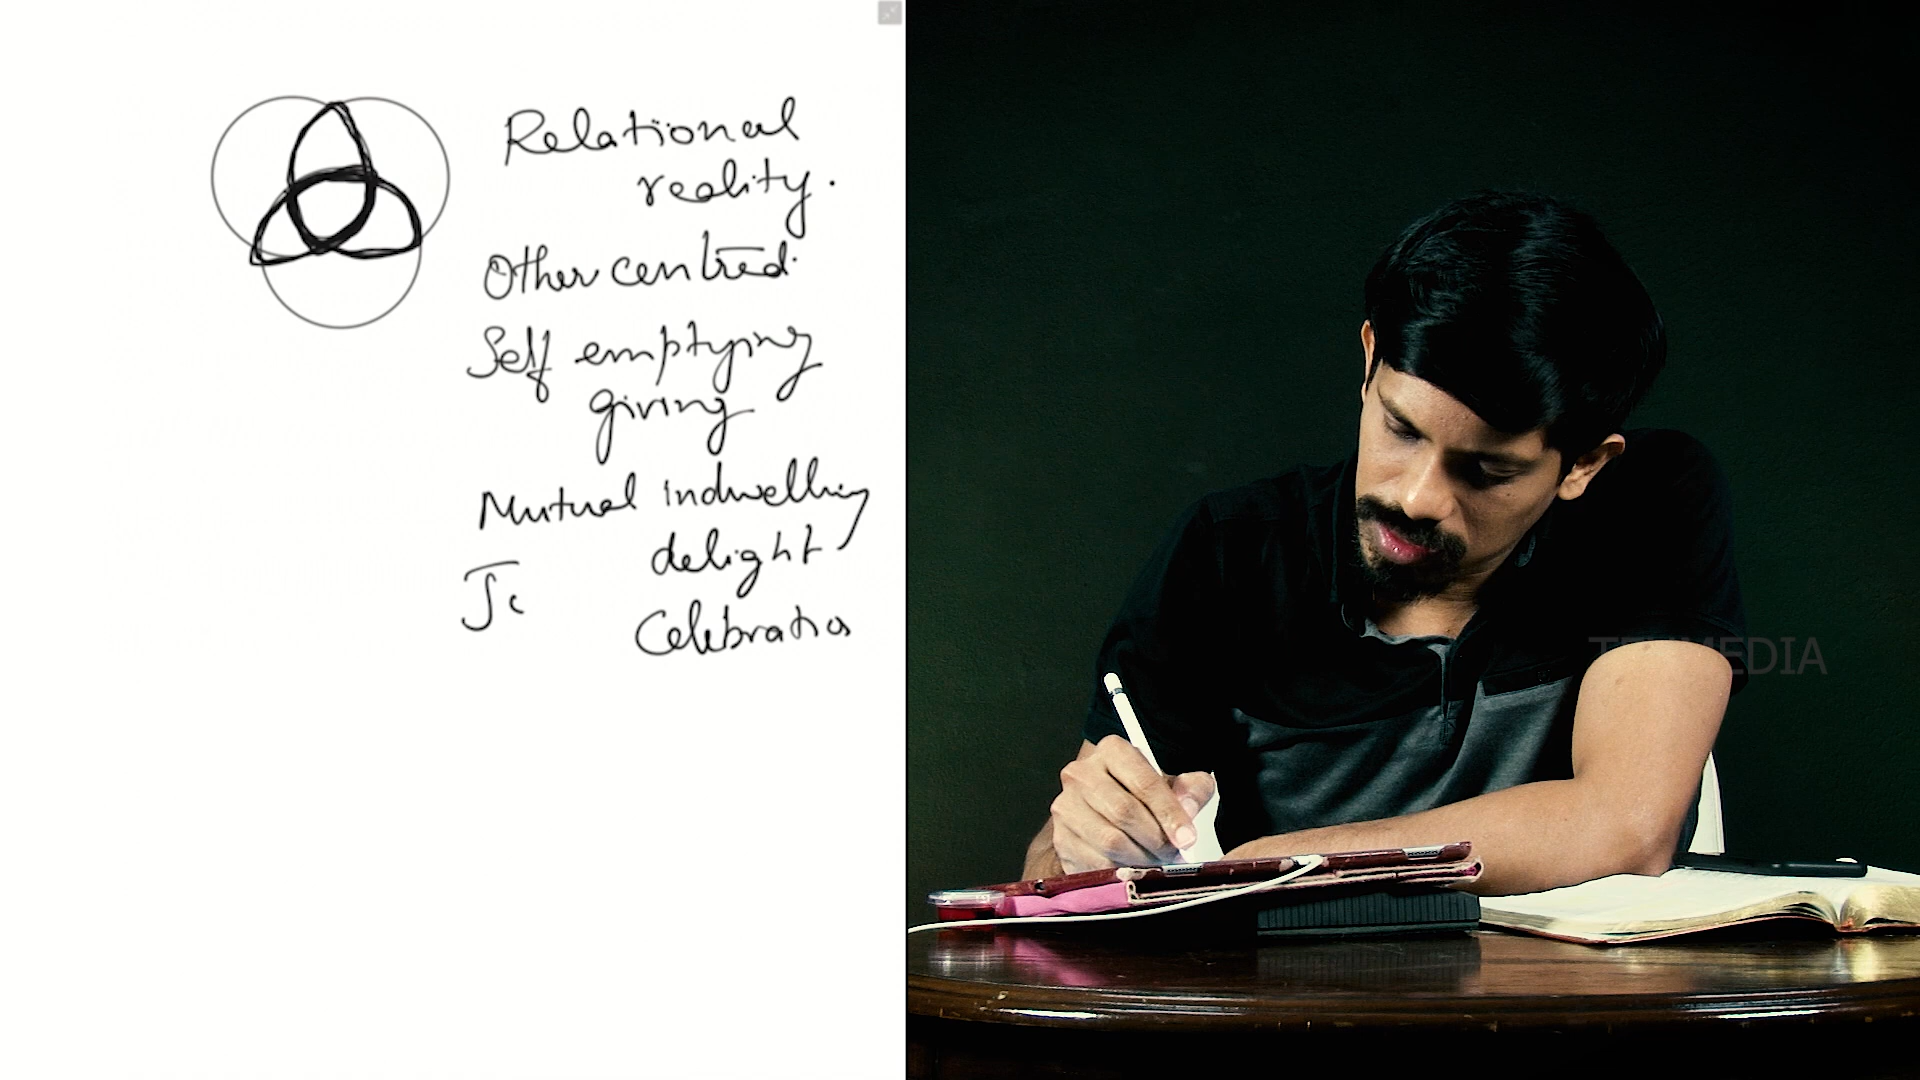 Relational
reality.
Other centred.
Self emptying
giving
Mutual indwelling
delight
Jc
Celebratio